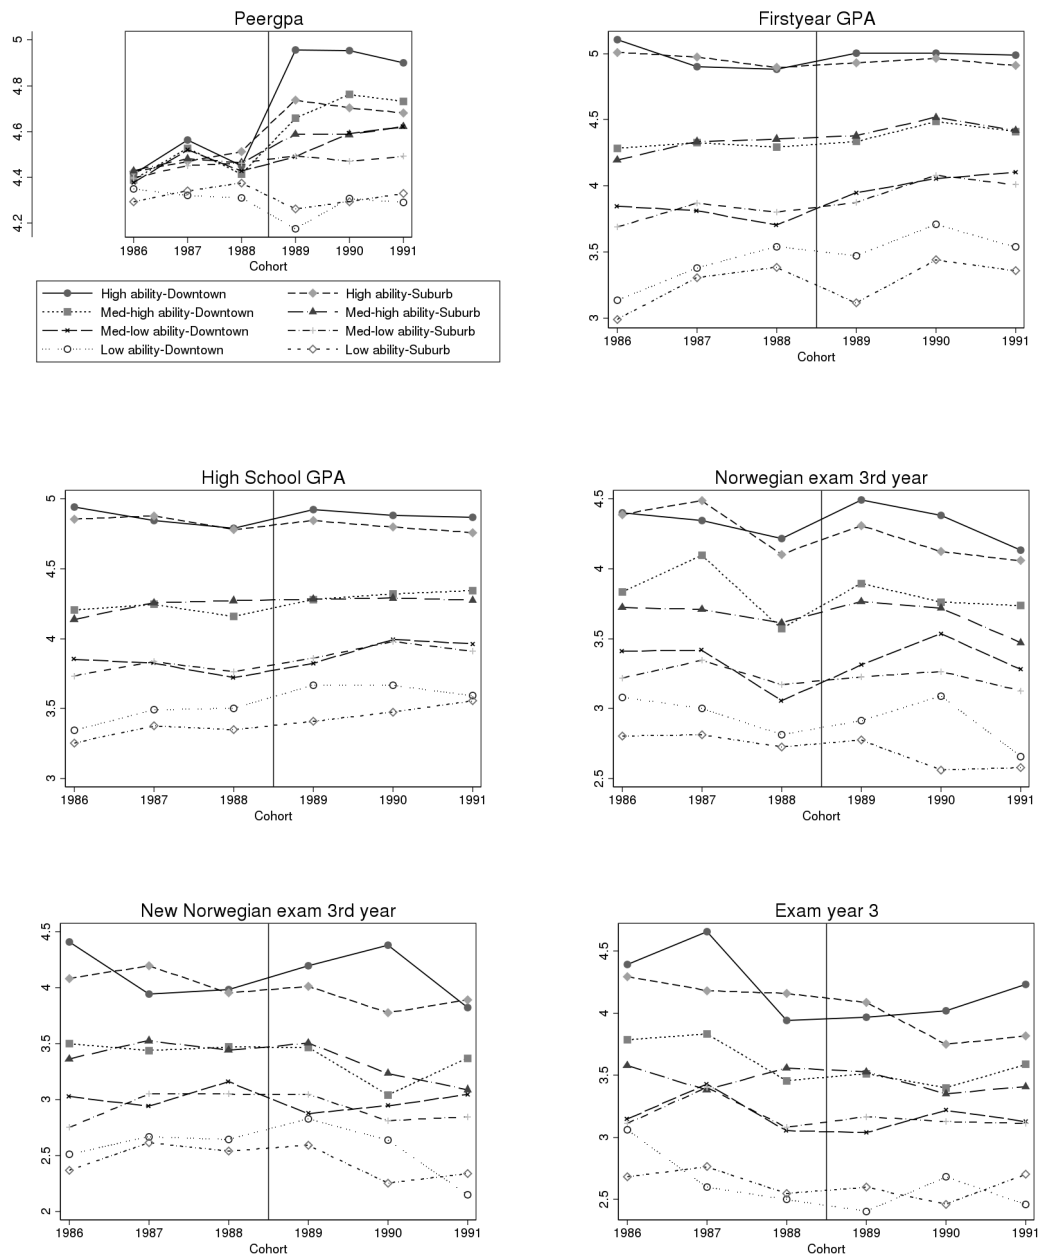 Peergpa
5
4.8
4.6
4.4
4.2
1986 1987 1988 1989 1990 1991
Cohort
High ability-Downtown High ability-Suburb
Med-high ability-Downtown Med-high ability-Suburb
Med-low ability-Downtown Med-low ability-Suburb
Low ability-Downtown Low ability-Suburb
Firstyear GPA
5
4.5
4
3.5
3
1986 1987 1988 1989 1990 1991
Cohort
High School GPA
5
4.5
4
3.5
3
1986 1987 1988 1989 1990 1991
Cohort
Norwegian exam 3rd year
4.5
4
3.5
3
2.5
1986 1987 1988 1989 1990 1991
Cohort
New Norwegian exam 3rd year
4.5
4
3.5
3
2.5
2
1986 1987 1988 1989 1990 1991
Cohort
Exam year 3
4.5
4
3.5
3
2.5
1986 1987 1988 1989 1990 1991
Cohort